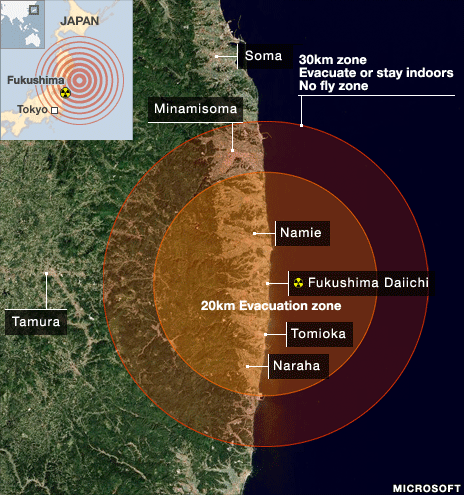 JAPAN
Fukushima
Tokyo
Soma
30km zone
Evacuate or stay indoors
No fly zone
Minamisoma
Namie
Fukushima Daiichi
20km Evacuation zone
Tamura
Tomioka
Naraha
MICROSOFT